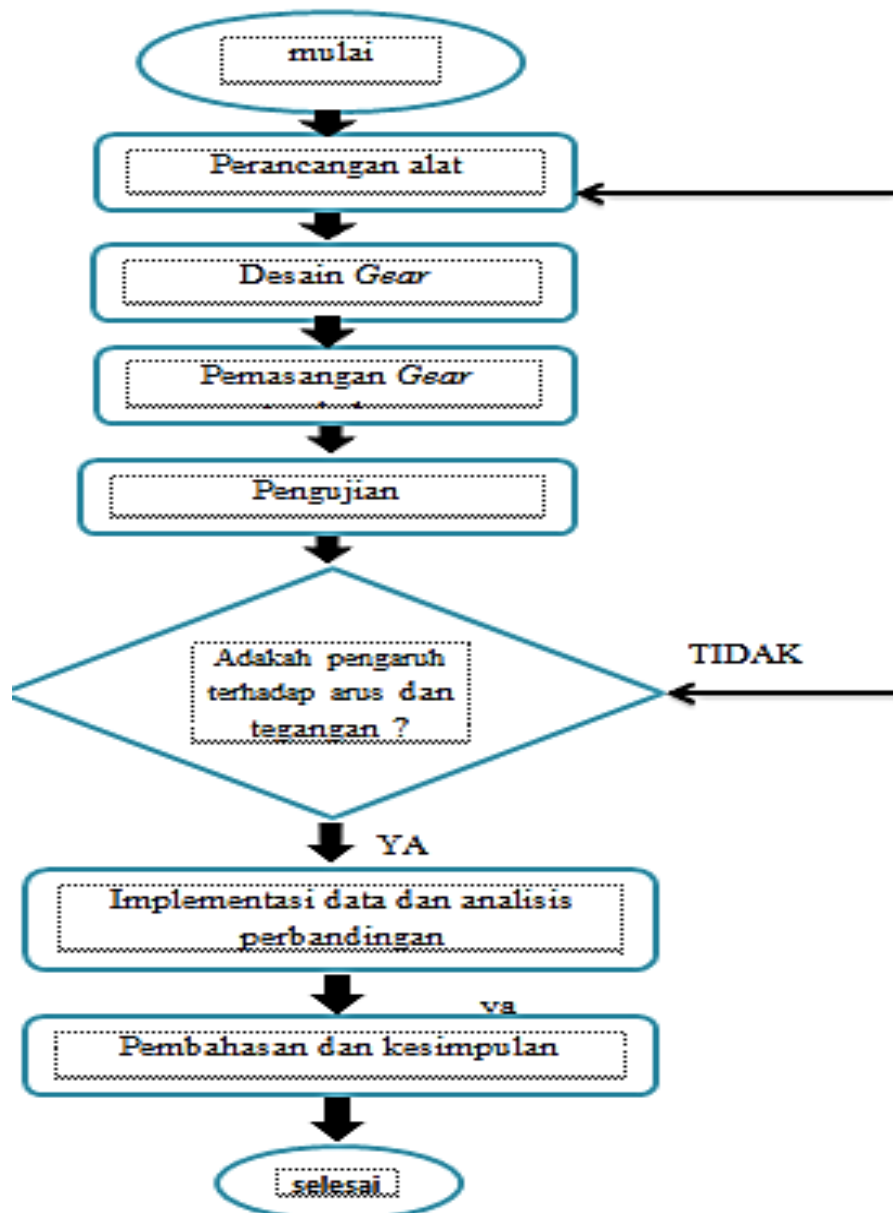 mulai
Perancangan alat
Desain Gear
Pemasangan Gear
Pengujian
Adakah pengaruh
terhadap arus dan
tegangan ?
TIDAK
YA
Implementasi data dan analisis
perbandingan
ya
Pembahasan dan kesimpulan
selesai